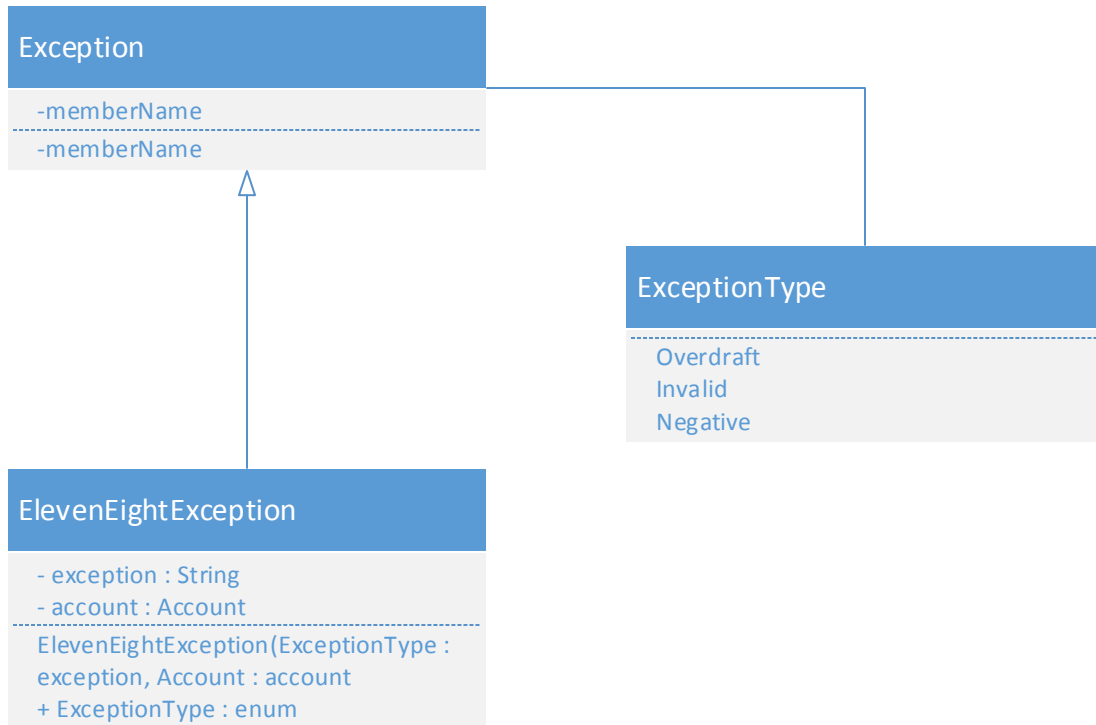 Exception
-memberName
-memberName
ExceptionType
Overdraft
Invalid
Negative
ElevenEightException
- exception : String
- account : Account
ElevenEightException(ExceptionType :
exception, Account : account
+ ExceptionType : enum